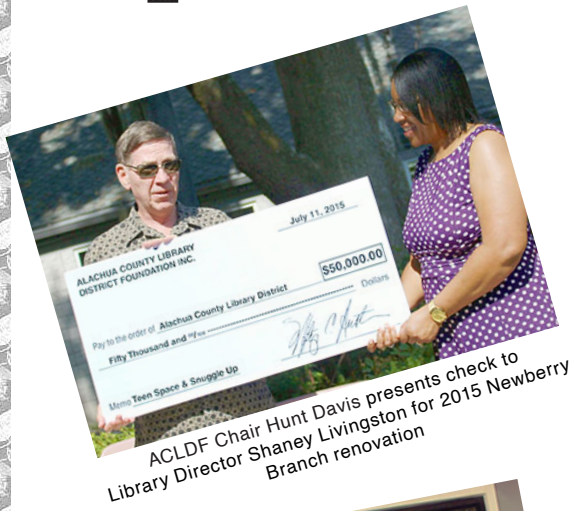 ALACHUA COUNTY LIBRARY
DISTRICT FOUNDATION INC.
July 11, 2015
$50,000.00
Pay to the order of Alachua County Library District
Fifty Thousand and
Dollars
Memo Teen Space & Snuggle Up
ACLDF Chair Hunt Davis presents check to
Library Director Shaney Livingston for 2015 Newberry
Branch renovation